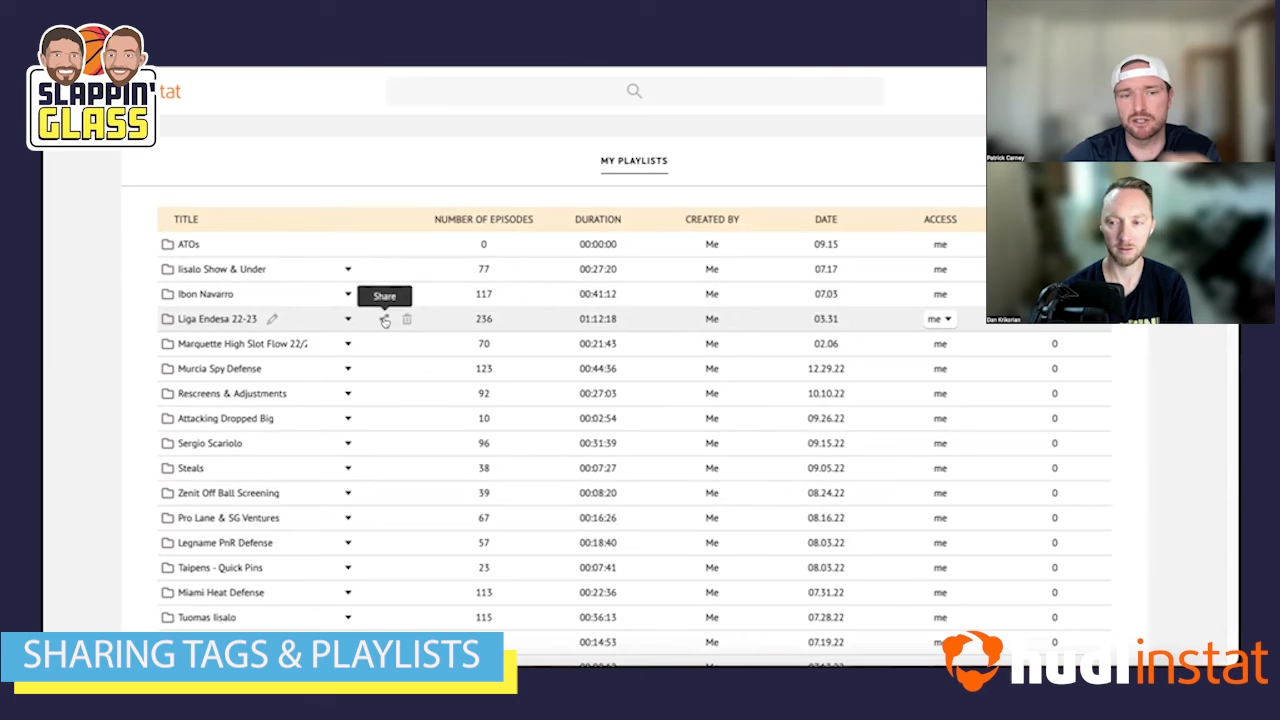 SLAPPIN'
GLASS
tat
Patrick Carney
Dan Krikorian
MY PLAYLISTS
TITLE NUMBER OF EPISODES DURATION CREATED BY DATE ACCESS
ATOs 0 00:00:00 Me 09.15 me
Iisalo Show & Under 77 00:27:20 Me 07.17 me
Share
Ibon Navarro 117 00:41:12 Me 07.03 me
Liga Endesa 22-23 236 01:12:18 Me 03.31 me
Marquette High Slot Flow 22/2 70 00:21:43 Me 02.06 me 0
Murcia Spy Defense 123 00:44:36 Me 12.29.22 me 0
Rescreens & Adjustments 92 00:27:03 Me 10.10.22 me 0
Attacking Dropped Big 10 00:02:54 Me 09.26.22 me 0
Sergio Scariolo 96 00:31:39 Me 09.15.22 me 0
Steals 38 00:07:27 Me 09.05.22 me 0
Zenit Off Ball Screening 39 00:08:20 Me 08.24.22 me 0
Pro Lane & SG Ventures 67 00:16:26 Me 08.16.22 me 0
Legname PnR Defense 57 00:18:40 Me 08.03.22 me 0
Taipens - Quick Pins 23 00:07:41 Me 08.03.22 me 0
Miami Heat Defense 113 00:22:36 Me 07.31.22 me 0
Tuomas Iisalo 115 00:36:13 Me 07.28.22 me 0
00:14:53 Me 07.19.22 me 0
SHARING TAGS & PLAYLISTS
hudl instat